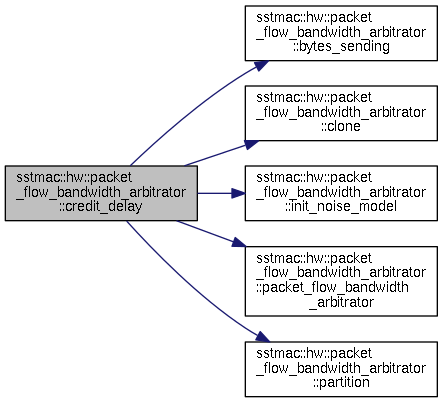 sstmac::hw::packet
_flow_bandwidth_arbitrator
::bytes_sending
sstmac::hw::packet
_flow_bandwidth_arbitrator
::clone
sstmac::hw::packet
_flow_bandwidth_arbitrator
::credit_delay
sstmac::hw::packet
_flow_bandwidth_arbitrator
::init_noise_model
sstmac::hw::packet
_flow_bandwidth_arbitrator
::packet_flow_bandwidth
_arbitrator
sstmac::hw::packet
_flow_bandwidth_arbitrator
::partition